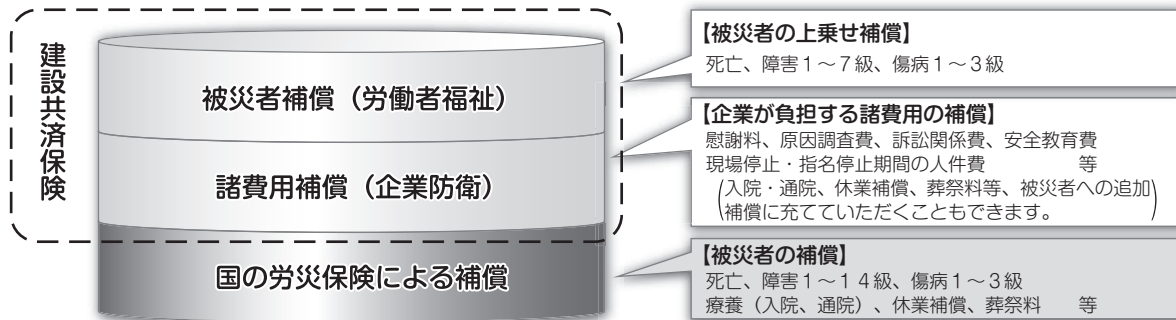 建設共済保険
被災者補償（労働者福祉）
諸費用補償（企業防衛）
国の労災保険による補償
【被災者の上乗せ補償】
死亡、障害１～７級、傷病１～３級
【企業が負担する諸費用の補償】
慰謝料、原因調査費、訴訟関係費、安全教育費
現場停止・指名停止期間の人件費　　　　　等
（入院・通院、休業補償、葬祭料等、被災者への追加
補償に充てていただくこともできます。）
【被災者の補償】
死亡、障害１～１４級、傷病１～３級
療養（入院、通院）、休業補償、葬祭料　　等